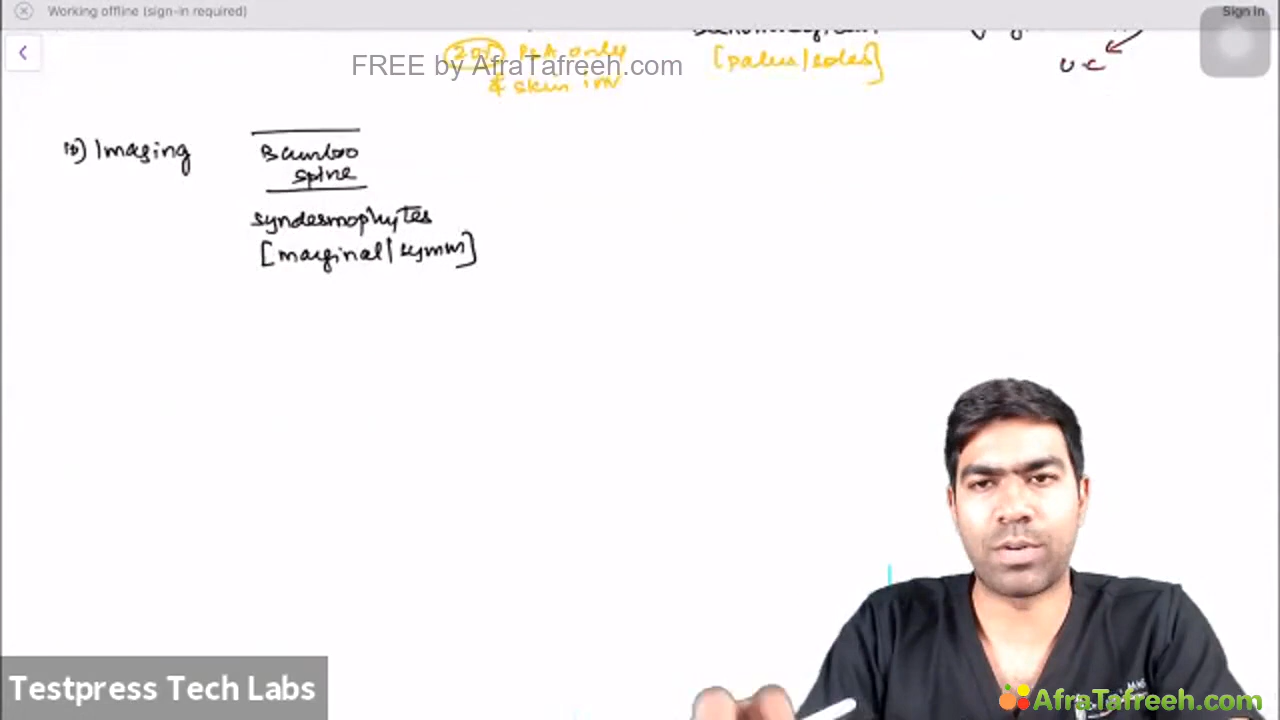 Working offline (sign-in required)
Sign in
only
[palms/soles]
UC
FREE by AfraTafreeh.com
& skin inv
10) Imaging
Bamboo
spine
syndesmophytes
[marginal/symm]
Testpress Tech Labs
AfraTafreeh.com